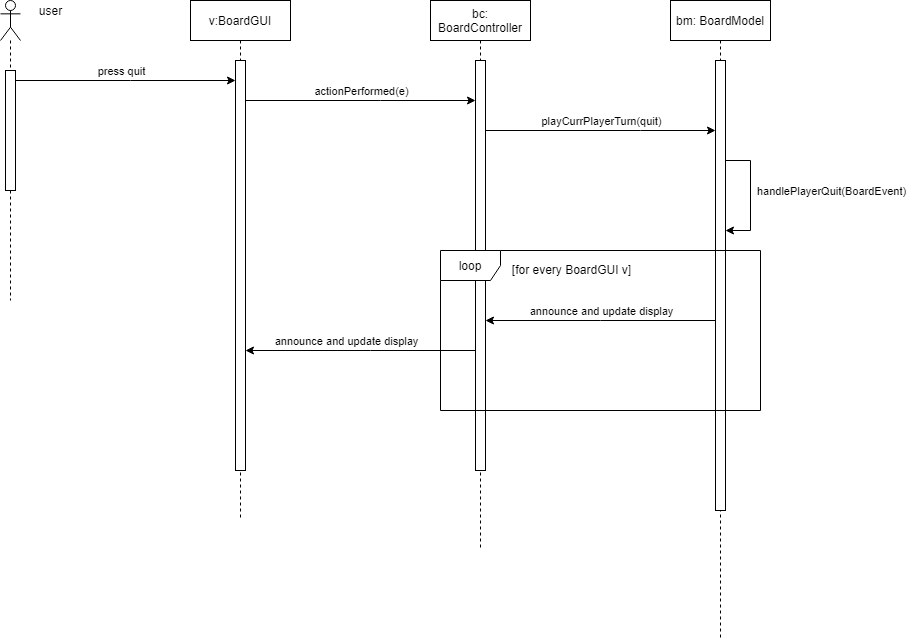 user
v:BoardGUI
bc:
BoardController
bm: BoardModel
press quit
actionPerformed(e)
playCurrPlayerTurn(quit)
handlePlayerQuit(BoardEvent)
loop
[for every BoardGUI v]
announce and update display
announce and update display